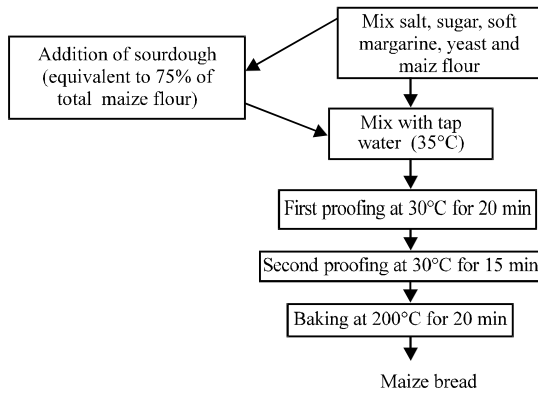 Mix salt, sugar, soft
margarine, yeast and
maiz flour
Addition of sourdough
(equivalent to 75% of
total maize flour)
Mix with tap
water (35°C)
First proofing at 30°C for 20 min
Second proofing at 30°C for 15 min
Baking at 200°C for 20 min
Maize bread